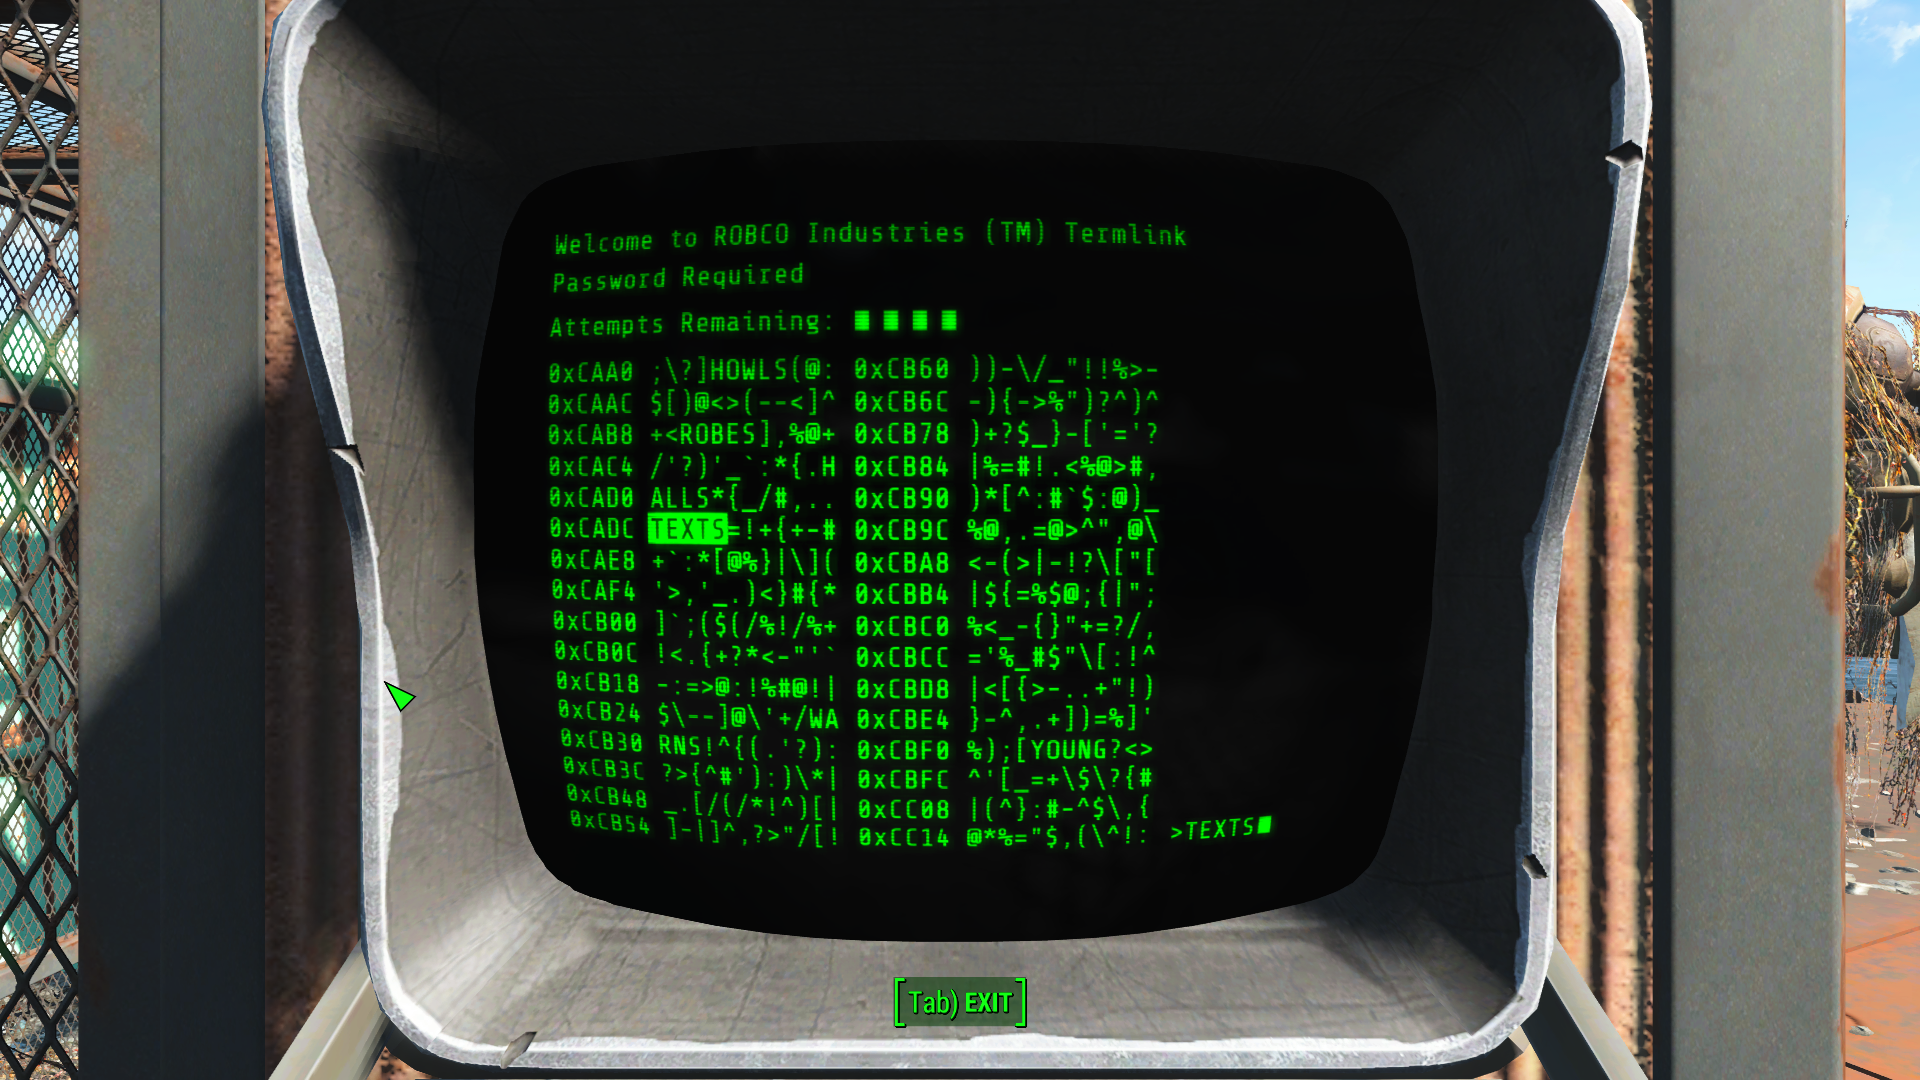 Welcome to ROBCO Industries (TM) Termlink
Password Required
Attempts Remaining:
0xCAA0 ;\?]HOWLS(@: 0xCB60 ))-\/_"!!%>-
0xCAAC $[)@<>(--<]^ 0xCB6C -){->%")?^)^
0xCAB8 +<ROBES],%@+ 0xCB78 )+?$_}-['='?
0xCAC4 /'?)'_`:*{.H 0xCB84 |%=#!.<%@>#,
0xCAD0 ALLS*{_/#,.. 0xCB90 )*[^:#`$:@)_
0xCADC TEXTS=!+{+-# 0xCB9C %@,.=@>^",@\
0xCAE8 +`:*[@%}|\]( 0xCBA8 <-(>|-!?\["[
0xCAF4 '>,'_.)<}#{* 0xCBB4 |${=%$@;{|";
0xCB00 ]`;($(/%!/%+ 0xCBC0 %<_-{}"+=?/,
0xCB0C !<.{+?*<-"'` 0xCBCC ='%_#$"\[:!^
0xCB18 -:=>@:!%#@!| 0xCBD8 |<[{>-..+"!)
0xCB24 $\--]@\'+/WA 0xCBE4 }-^,.+])=%]'
0xCB30 RNS!^{(.'?): 0xCBF0 %);[YOUNG?<>
0xCB3C ?>{^#'):)\*| 0xCBFC ^'[_=+\$\?{#
0xCB48 _.[/(/*!^)[| 0xCC08 |(^}:#-^$\,{
0xCB54 ]-|]^,?>"/[! 0xCC14 @*%="$,(\^!: >TEXTS
Tab) EXIT